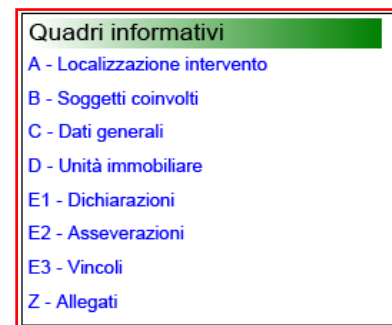 Quadri informativi
A - Localizzazione intervento
B - Soggetti coinvolti
C - Dati generali
D - Unità immobiliare
E1 - Dichiarazioni
E2 - Asseverazioni
E3 - Vincoli
Z - Allegati